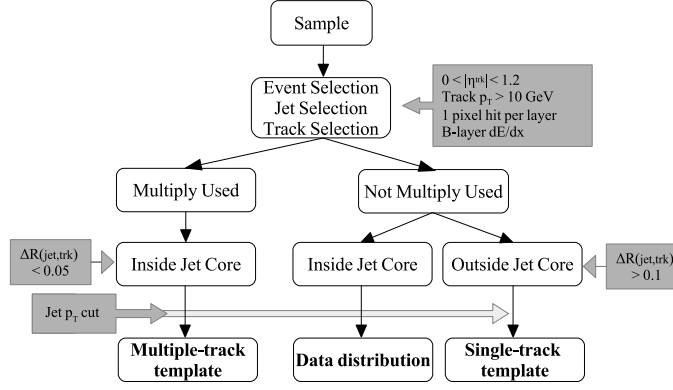 Sample
Event Selection
Jet Selection
Track Selection
0 < |ηᵗʳᵏ| < 1.2
Track p_T > 10 GeV
1 pixel hit per layer
B-layer dE/dx
Multiply Used
Not Multiply Used
ΔR(jet,trk)
< 0.05
Inside Jet Core
Inside Jet Core
Outside Jet Core
ΔR(jet,trk)
> 0.1
Jet p_T cut
Multiple-track
template
Data distribution
Single-track
template